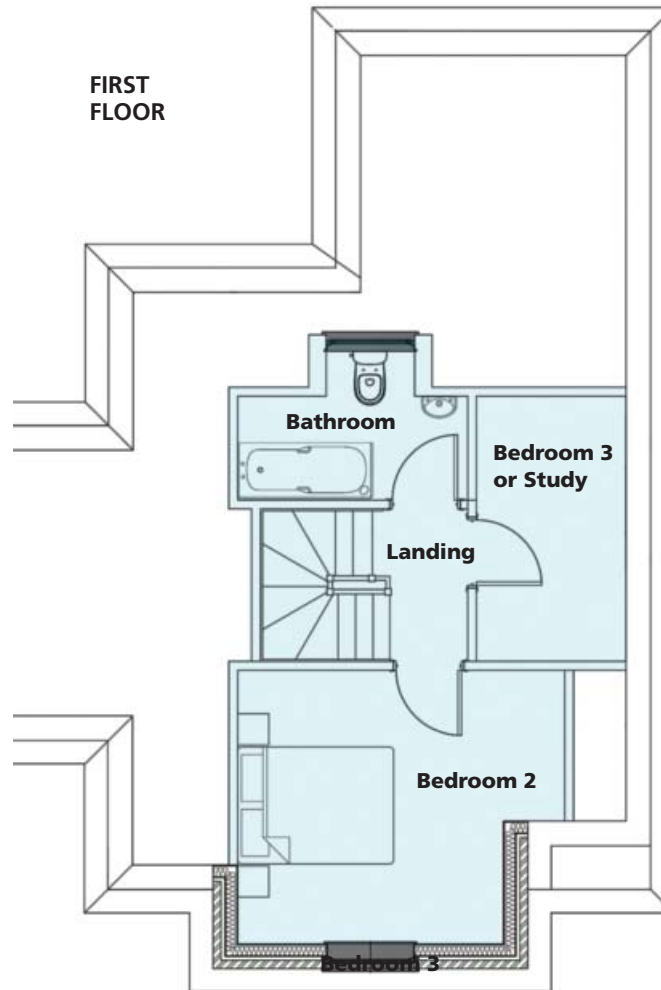 FIRST
FLOOR
Bathroom
Bedroom 3
or Study
Landing
Bedroom 2
Bedroom 3